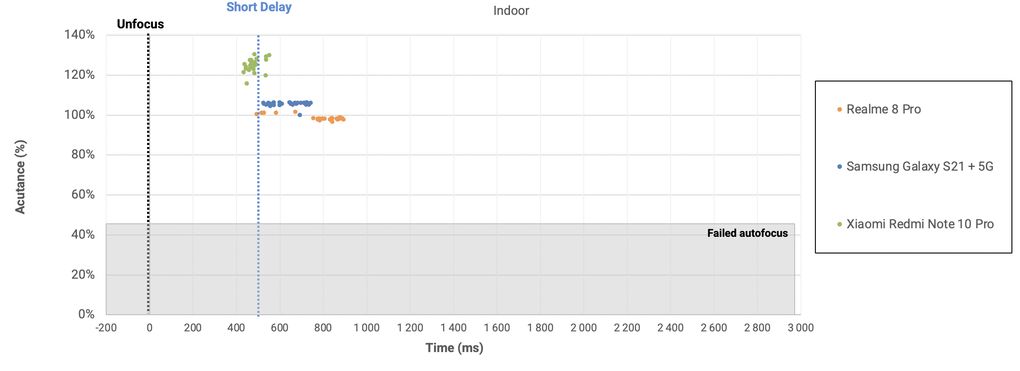 Short Delay
Indoor
Unfocus
140%
120%
100%
80%
60%
40%
20%
0%
Acutance (%)
Failed autofocus
-200 0 200 400 600 800 1 000 1 200 1 400 1 600 1 800 2 000 2 200 2 400 2 600 2 800 3 000
Time (ms)
Realme 8 Pro
Samsung Galaxy S21 + 5G
Xiaomi Redmi Note 10 Pro